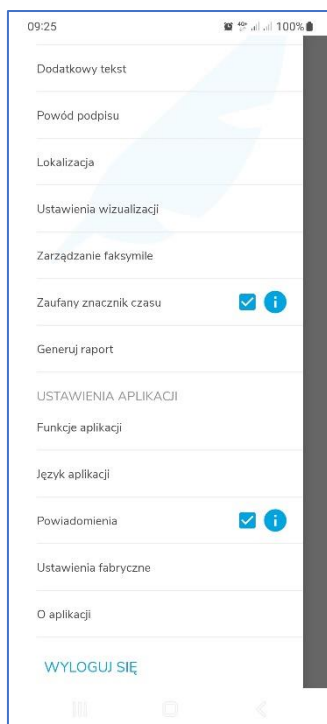 09:25
4G+ 100%
Dodatkowy tekst
Powód podpisu
Lokalizacja
Ustawienia wizualizacji
Zarządzanie faksymile
Zaufany znacznik czasu
Generuj raport
USTAWIENIA APLIKACJI
Funkcje aplikacji
Język aplikacji
Powiadomienia
Ustawienia fabryczne
O aplikacji
WYLOGUJ SIĘ